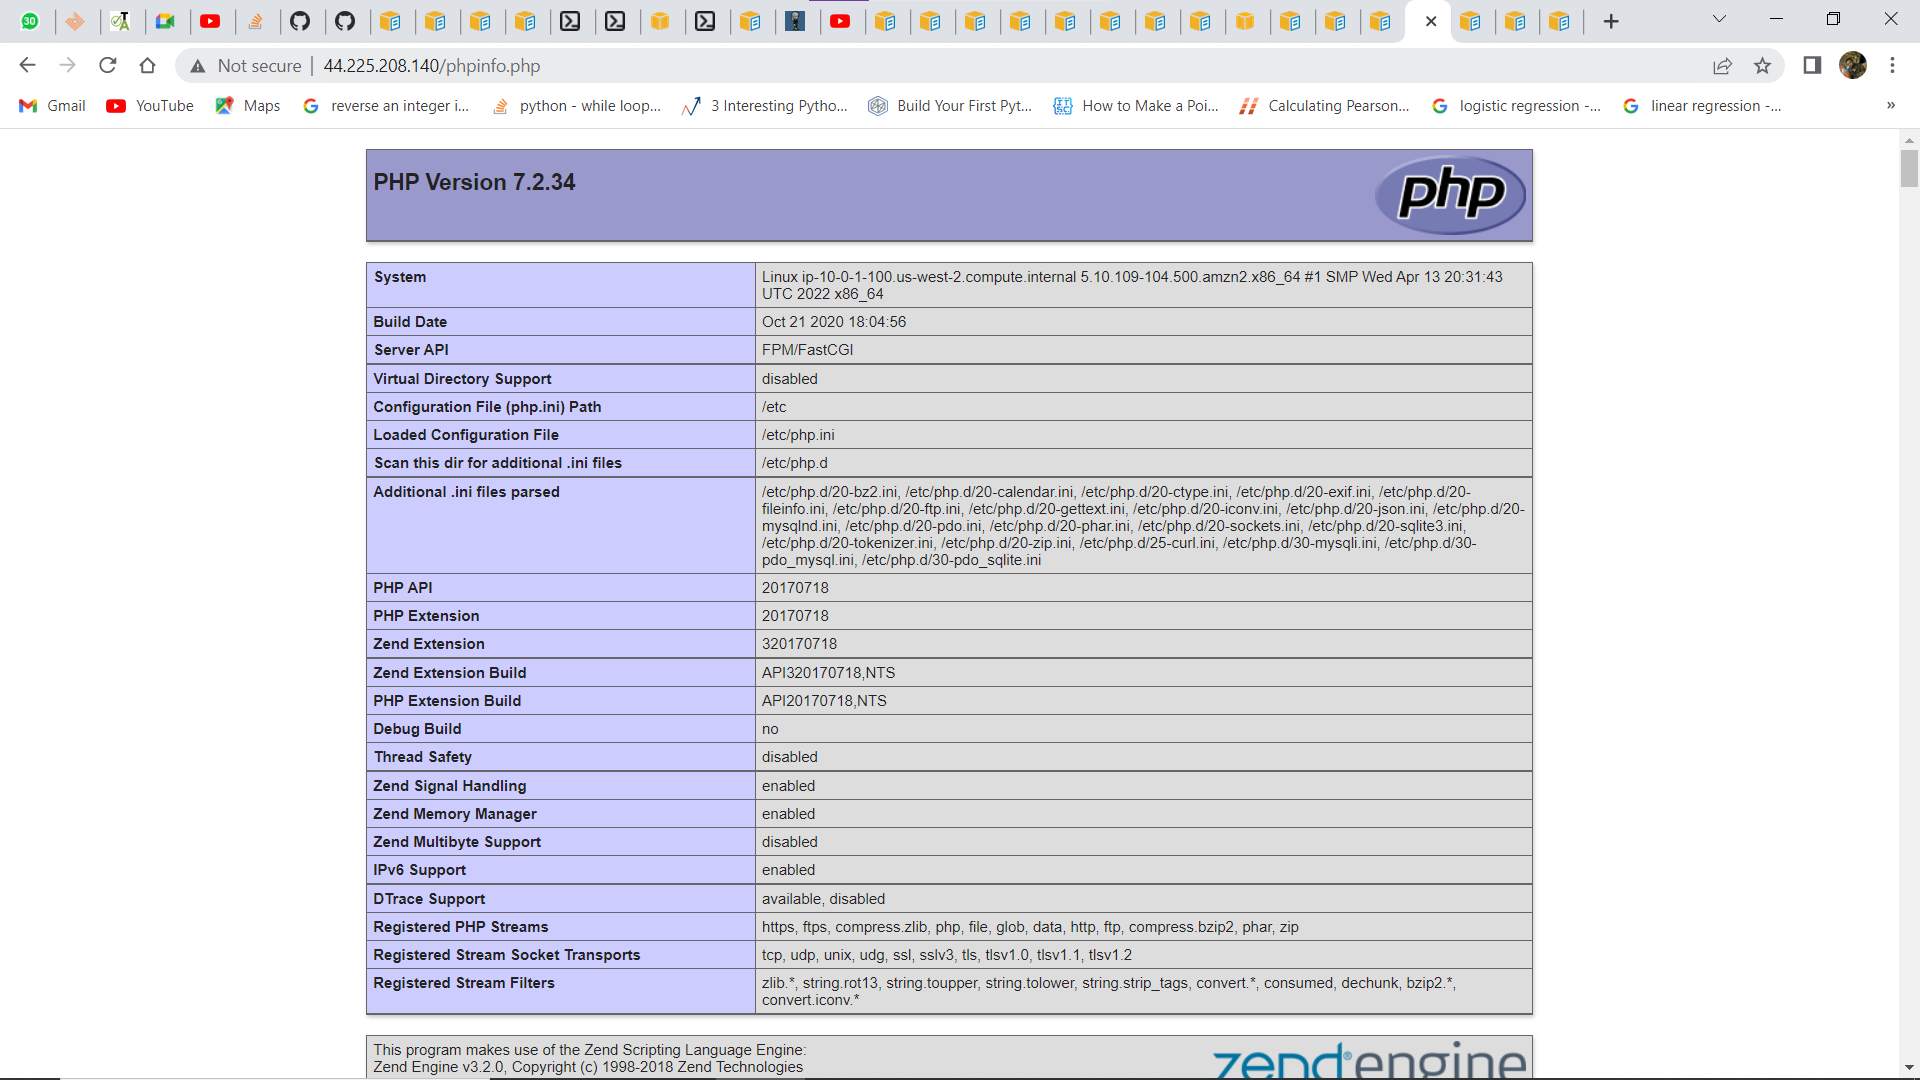 30
Not secure
44.225.208.140/phpinfo.php
Gmail
YouTube
Maps
reverse an integer i...
python - while loop...
3 Interesting Pytho...
Build Your First Pyt...
How to Make a Poi...
Calculating Pearson...
logistic regression -...
linear regression -...
»
PHP Version 7.2.34
php
System
Linux ip-10-0-1-100.us-west-2.compute.internal 5.10.109-104.500.amzn2.x86_64 #1 SMP Wed Apr 13 20:31:43
UTC 2022 x86_64
Build Date
Oct 21 2020 18:04:56
Server API
FPM/FastCGI
Virtual Directory Support
disabled
Configuration File (php.ini) Path
/etc
Loaded Configuration File
/etc/php.ini
Scan this dir for additional .ini files
/etc/php.d
Additional .ini files parsed
/etc/php.d/20-bz2.ini, /etc/php.d/20-calendar.ini, /etc/php.d/20-ctype.ini, /etc/php.d/20-exif.ini, /etc/php.d/20-
fileinfo.ini, /etc/php.d/20-ftp.ini, /etc/php.d/20-gettext.ini, /etc/php.d/20-iconv.ini, /etc/php.d/20-json.ini, /etc/php.d/20-
mysqlnd.ini, /etc/php.d/20-pdo.ini, /etc/php.d/20-phar.ini, /etc/php.d/20-sockets.ini, /etc/php.d/20-sqlite3.ini,
/etc/php.d/20-tokenizer.ini, /etc/php.d/20-zip.ini, /etc/php.d/25-curl.ini, /etc/php.d/30-mysqli.ini, /etc/php.d/30-
pdo_mysql.ini, /etc/php.d/30-pdo_sqlite.ini
PHP API
20170718
PHP Extension
20170718
Zend Extension
320170718
Zend Extension Build
API320170718,NTS
PHP Extension Build
API20170718,NTS
Debug Build
no
Thread Safety
disabled
Zend Signal Handling
enabled
Zend Memory Manager
enabled
Zend Multibyte Support
disabled
IPv6 Support
enabled
DTrace Support
available, disabled
Registered PHP Streams
https, ftps, compress.zlib, php, file, glob, data, http, ftp, compress.bzip2, phar, zip
Registered Stream Socket Transports
tcp, udp, unix, udg, ssl, sslv3, tls, tlsv1.0, tlsv1.1, tlsv1.2
Registered Stream Filters
zlib.*, string.rot13, string.toupper, string.tolower, string.strip_tags, convert.*, consumed, dechunk, bzip2.*,
convert.iconv.*
This program makes use of the Zend Scripting Language Engine:
Zend Engine v3.2.0, Copyright (c) 1998-2018 Zend Technologies
zend®engine